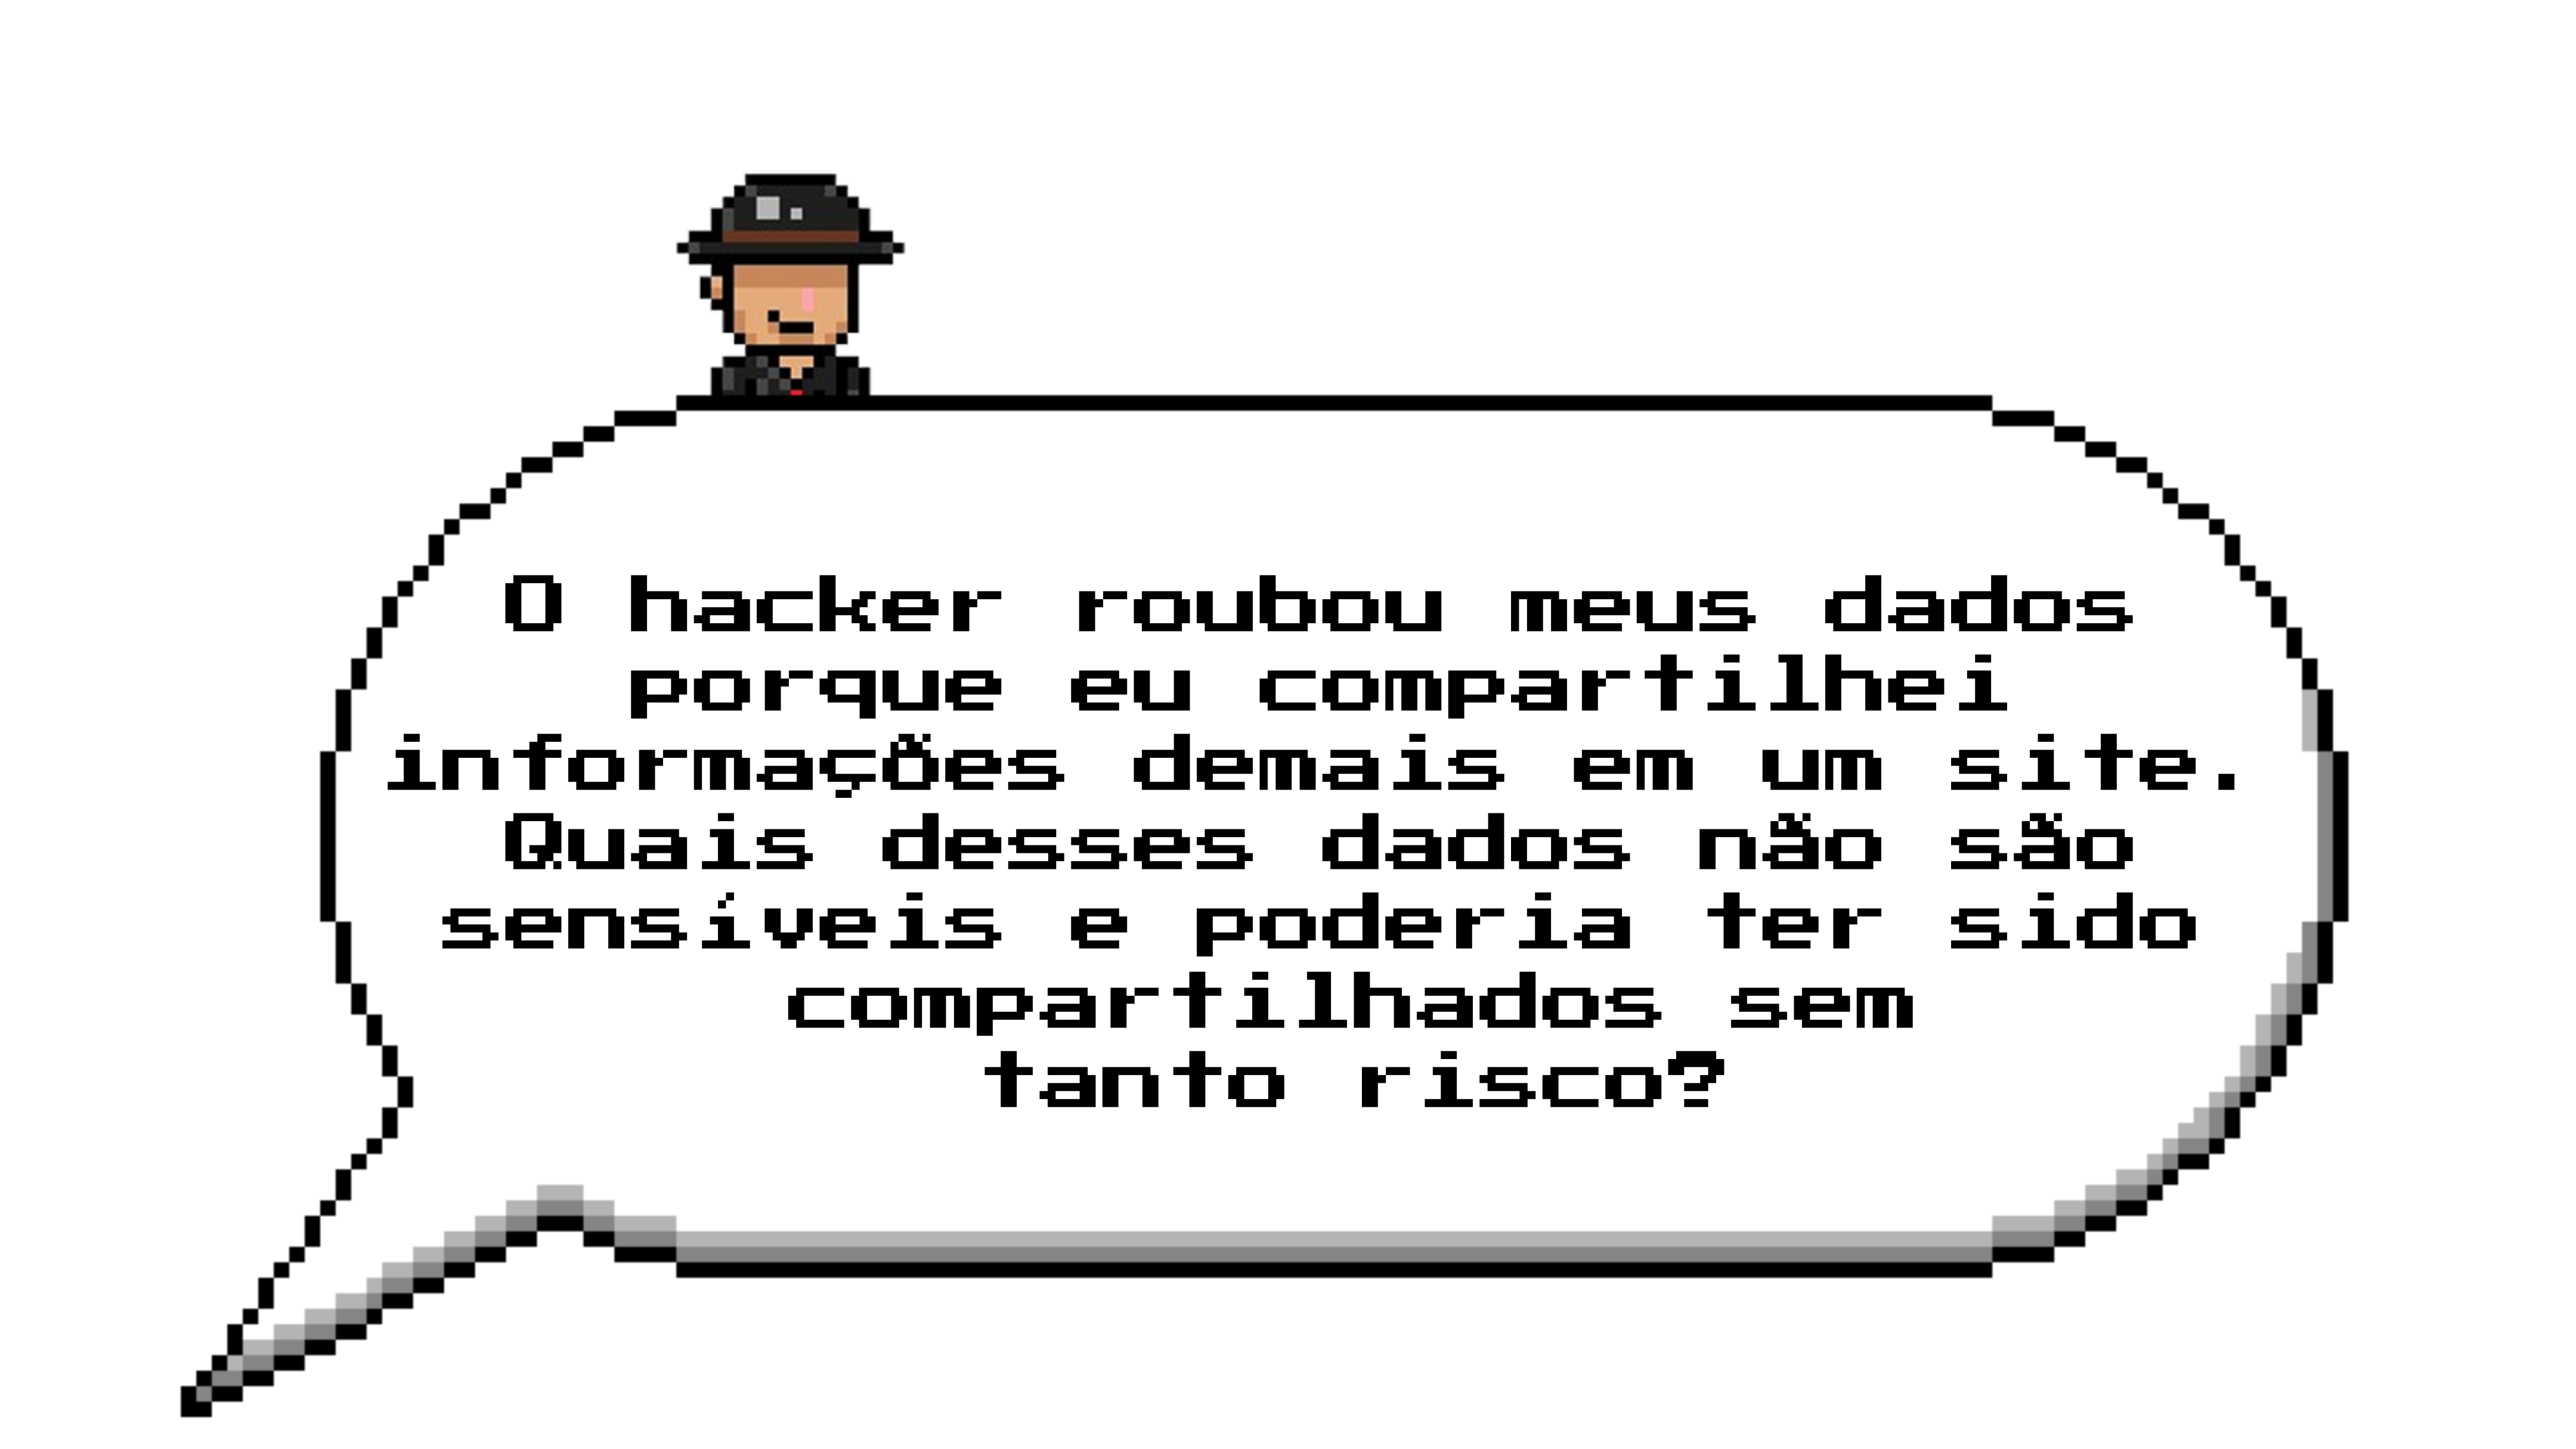 O hacker roubou meus dados
porque eu compartilhei
informações demais em um site.
Quais desses dados não são
sensíveis e poderia ter sido
compartilhados sem
tanto risco?